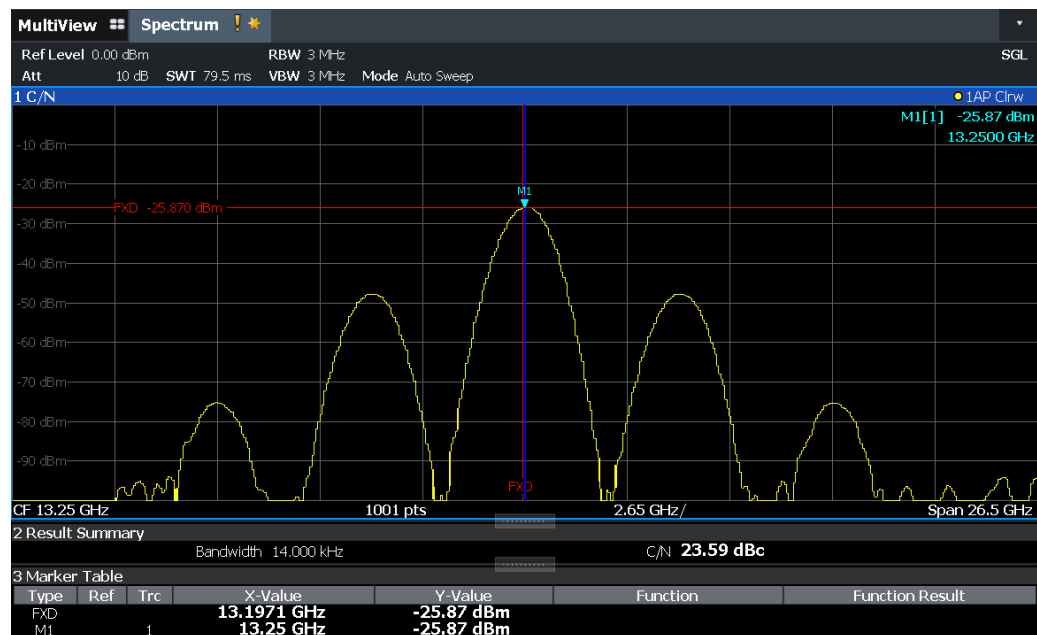 MultiView Spectrum !
Ref Level 0.00 dBm RBW 3 MHz SGL
Att 10 dB SWT 79.5 ms VBW 3 MHz Mode Auto Sweep
1 C/N 1AP Clrw
M1[1] -25.87 dBm
13.2500 GHz
-10 dBm
-20 dBm
M1
FXD -25.870 dBm
-30 dBm
-40 dBm
-50 dBm
-60 dBm
-70 dBm
-80 dBm
-90 dBm
FXD
CF 13.25 GHz 1001 pts 2.65 GHz/ Span 26.5 GHz
2 Result Summary
Bandwidth 14.000 kHz C/N 23.59 dBc
3 Marker Table
Type Ref Trc X-Value Y-Value Function Function Result
FXD 13.1971 GHz -25.87 dBm
M1 1 13.25 GHz -25.87 dBm